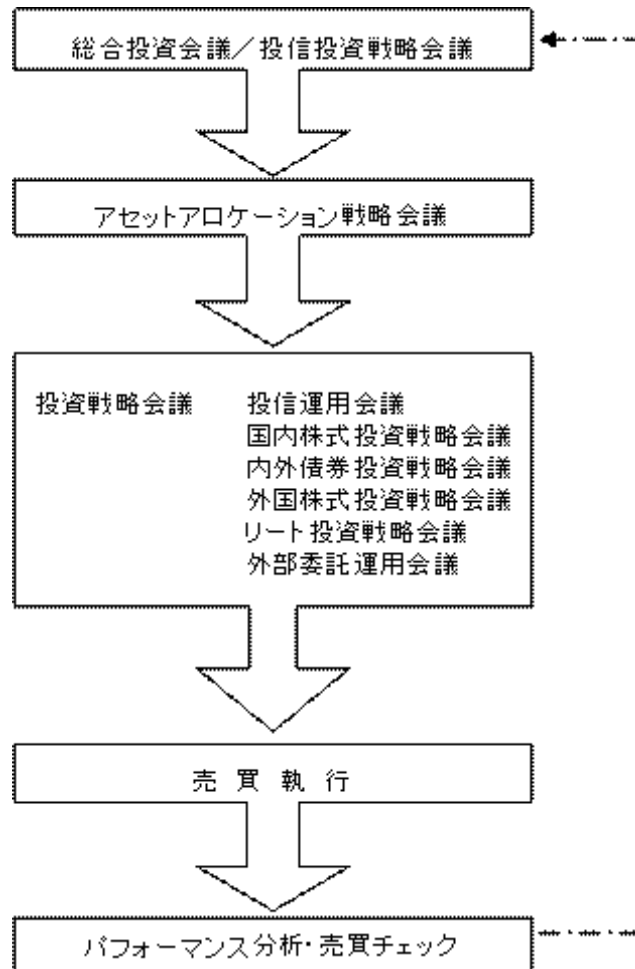 総合投資会議／投信投資戦略会議
アセットアロケーション戦略会議
投資戦略会議　投信運用会議
国内株式投資戦略会議
内外債券投資戦略会議
外国株式投資戦略会議
リート投資戦略会議
外部委託運用会議
売 買 執 行
パフォーマンス分析・売買チェック